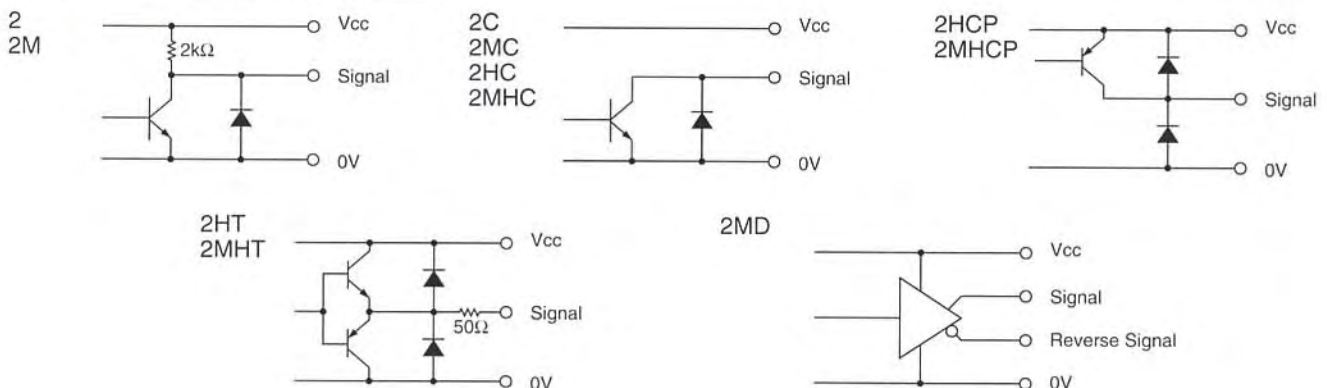 2
2M
Vcc
2kΩ
Signal
0V
2C
2MC
2HC
2MHC
Vcc
Signal
0V
2HCP
2MHCP
Vcc
Signal
0V
2HT
2MHT
Vcc
Signal
50Ω
0V
2MD
Vcc
Signal
Reverse Signal
0V